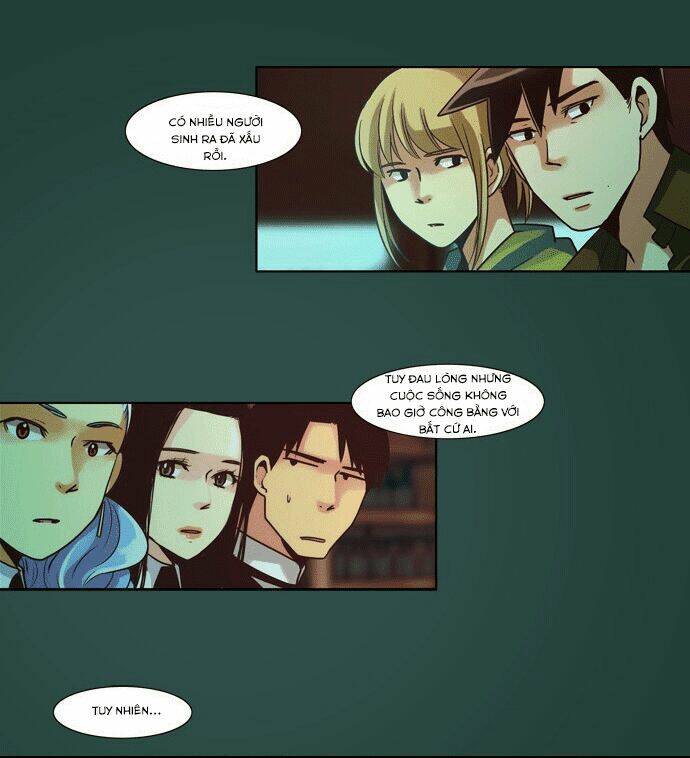 CÓ NHIỀU NGƯỜI
SINH RA ĐÃ XẤU
RỒI.
TUY ĐAU LÒNG NHƯNG
CUỘC SỐNG KHÔNG
BAO GIỜ CÔNG BẰNG VỚI
BẤT CỨ AI.
TUY NHIÊN...